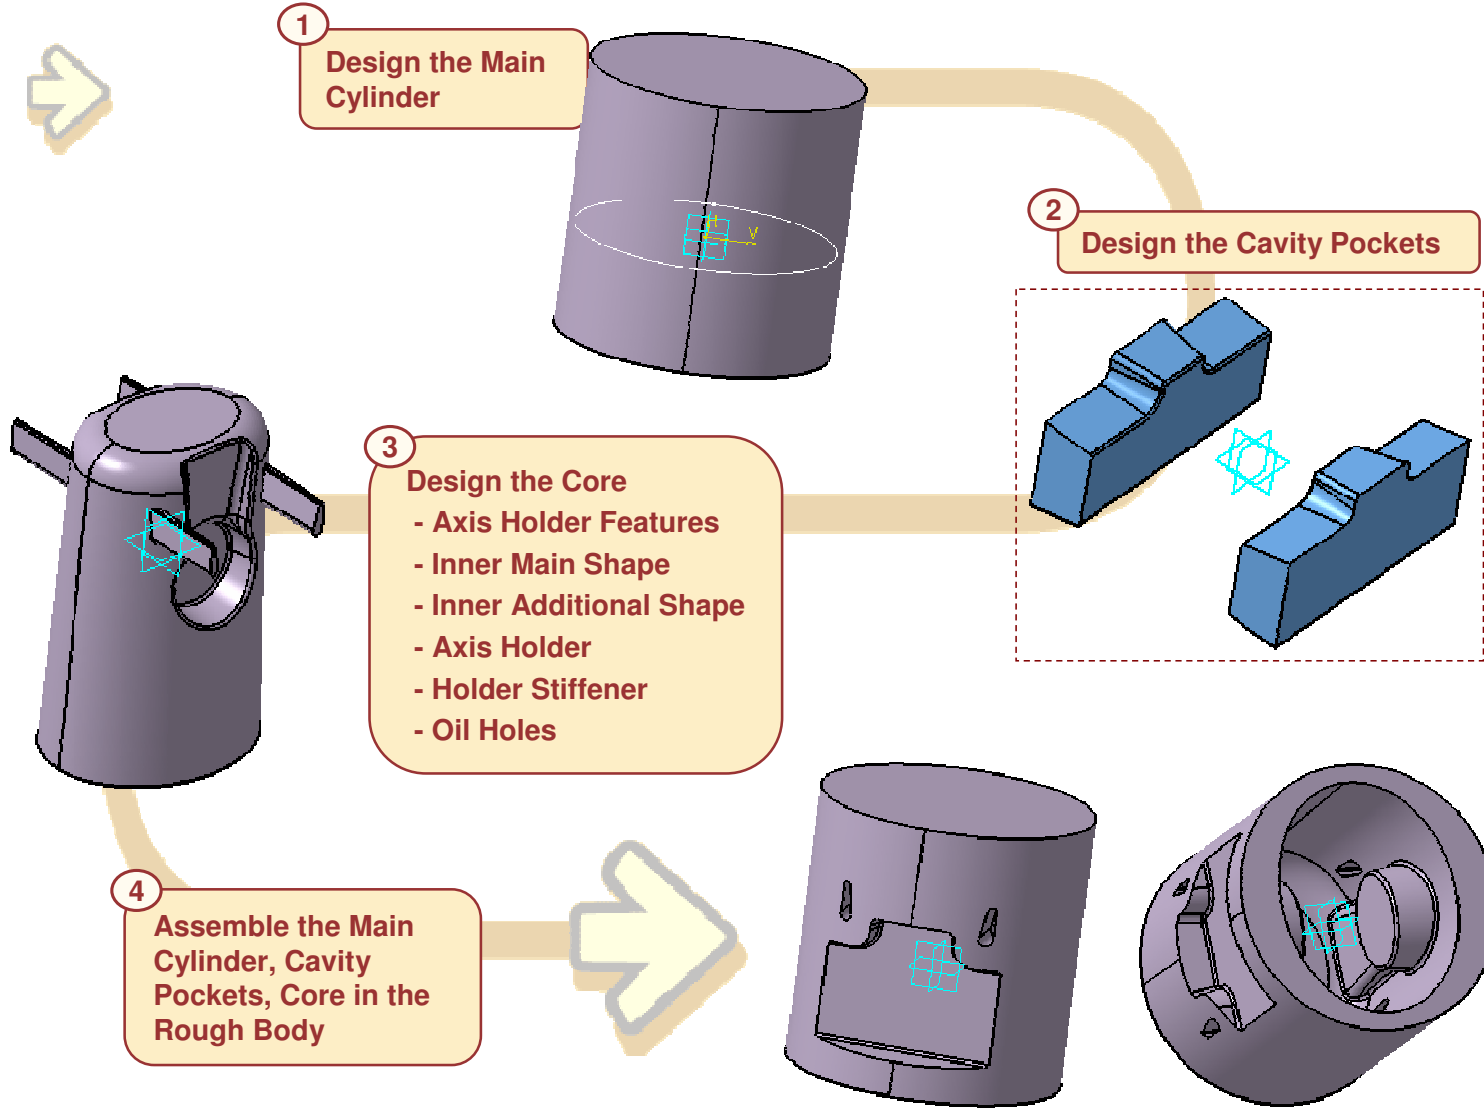 1
Design the Main
Cylinder
V
2
Design the Cavity Pockets
3
Design the Core
- Axis Holder Features
- Inner Main Shape
- Inner Additional Shape
- Axis Holder
- Holder Stiffener
- Oil Holes
4
Assemble the Main
Cylinder, Cavity
Pockets, Core in the
Rough Body